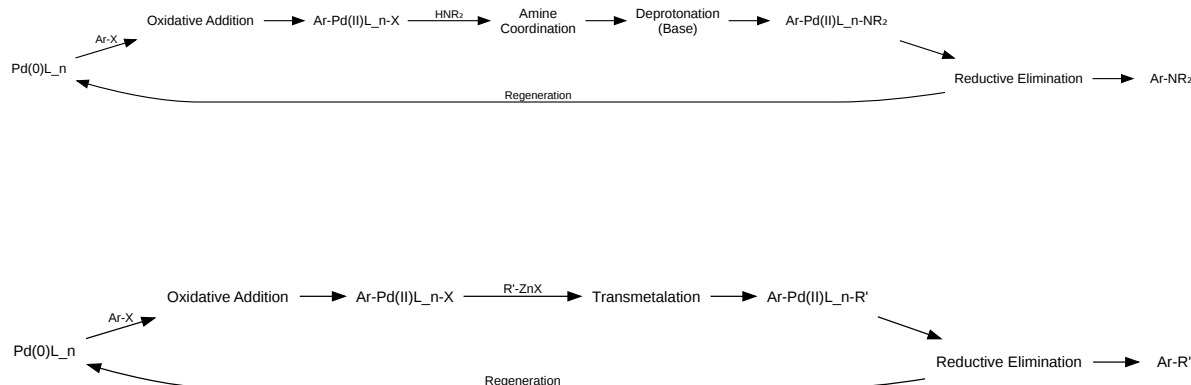 Ar-X
Oxidative Addition
Ar-Pd(II)L_n-X
HNR₂
Amine
Coordination
Deprotonation
(Base)
Ar-Pd(II)L_n-NR₂
Pd(0)L_n
Reductive Elimination
Ar-NR₂
Regeneration
Ar-X
Oxidative Addition
Ar-Pd(II)L_n-X
R'-ZnX
Transmetalation
Ar-Pd(II)L_n-R'
Pd(0)L_n
Reductive Elimination
Ar-R'
Regeneration